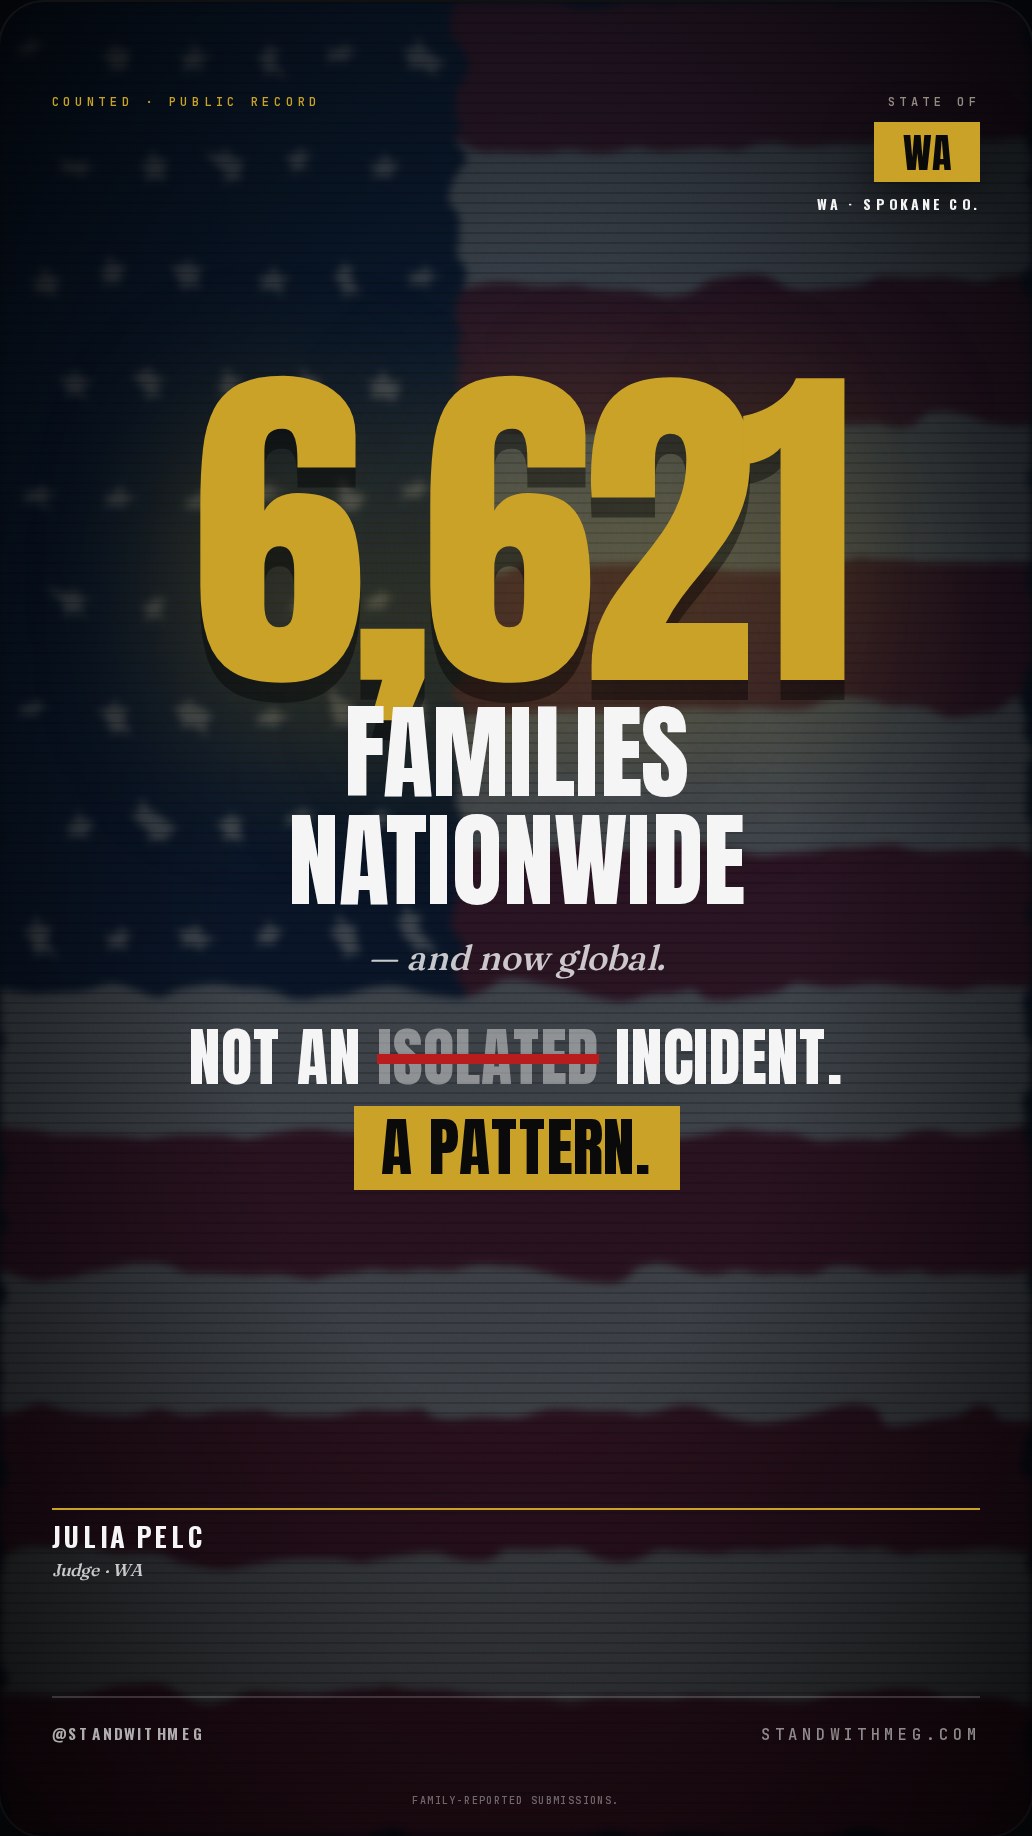 COUNTED · PUBLIC RECORD
STATE OF
WA
WA · SPOKANE CO.
6,621
FAMILIES
NATIONWIDE
— and now global.
NOT AN ISOLATED INCIDENT.
A PATTERN.
JULIA PELC
Judge · WA
@STANDWITHMEG
STANDWITHMEG.COM
FAMILY-REPORTED SUBMISSIONS.